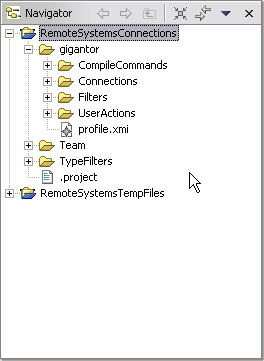 Navigator
RemoteSystemsConnections
gigantor
CompileCommands
Connections
Filters
UserActions
profile.xmi
Team
TypeFilters
.project
RemoteSystemsTempFiles